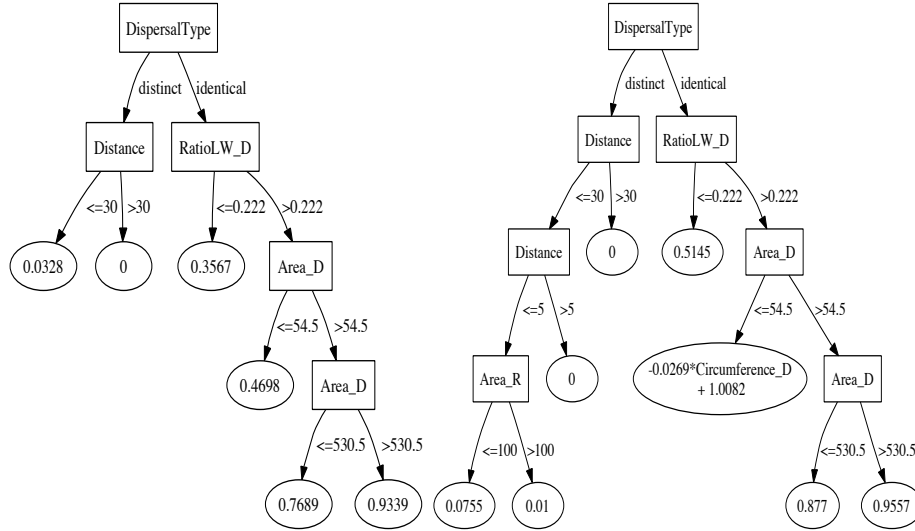 DispersalType
distinct
identical
Distance
RatioLW_D
<=30
>30
<=0.222
>0.222
0.0328
0
0.3567
Area_D
<=54.5
>54.5
0.4698
Area_D
<=530.5
>530.5
0.7689
0.9339
DispersalType
distinct
identical
Distance
RatioLW_D
<=30
>30
<=0.222
>0.222
Distance
0
0.5145
Area_D
<=5
>5
<=54.5
>54.5
Area_R
0
-0.0269*Circumference_D
+ 1.0082
Area_D
<=100
>100
<=530.5
>530.5
0.0755
0.01
0.877
0.9557